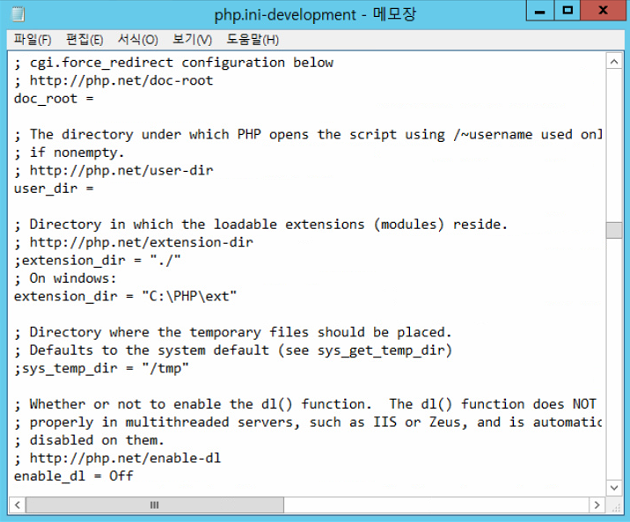 php.ini-development - 메모장
파일(F) 편집(E) 서식(O) 보기(V) 도움말(H)
; cgi.force_redirect configuration below
; http://php.net/doc-root
doc_root =
; The directory under which PHP opens the script using /~username used onl
; if nonempty.
; http://php.net/user-dir
user_dir =
; Directory in which the loadable extensions (modules) reside.
; http://php.net/extension-dir
;extension_dir = "./"
; On windows:
extension_dir = "C:\PHP\ext"
; Directory where the temporary files should be placed.
; Defaults to the system default (see sys_get_temp_dir)
;sys_temp_dir = "/tmp"
; Whether or not to enable the dl() function.  The dl() function does NOT
; properly in multithreaded servers, such as IIS or Zeus, and is automatic
; disabled on them.
; http://php.net/enable-dl
enable_dl = Off